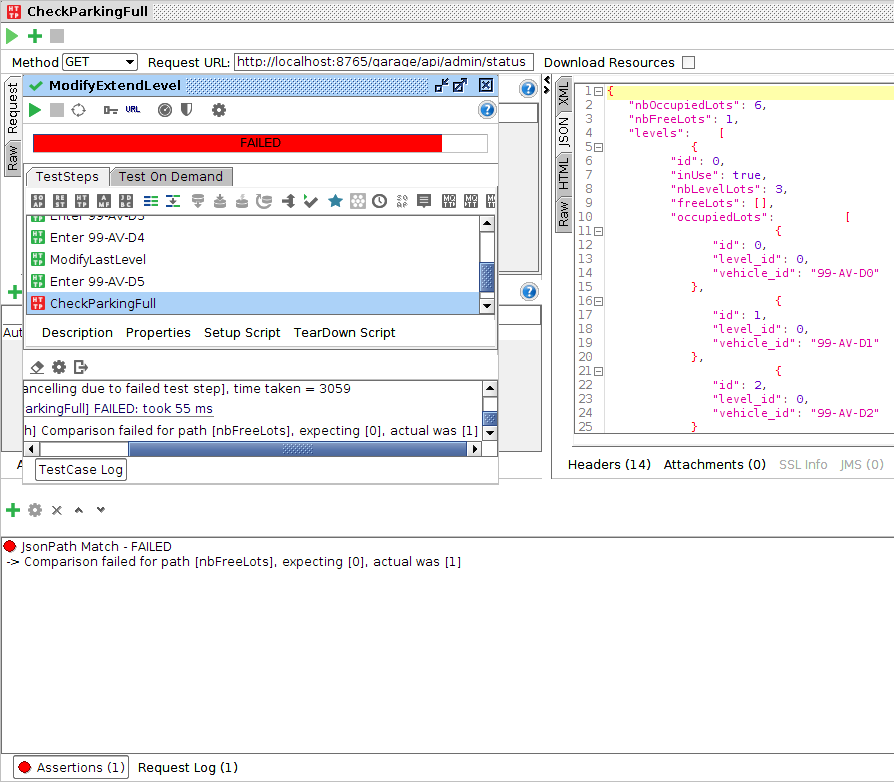 CheckParkingFull
Method GET Request URL: http://localhost:8765/garage/api/admin/status Download Resources
Request
Raw
ModifyExtendLevel
URL
FAILED
TestSteps Test On Demand
Enter 99-AV-D3
Enter 99-AV-D4
ModifyLastLevel
Enter 99-AV-D5
CheckParkingFull
Aut
Description Properties Setup Script TearDown Script
ancelling due to failed test step], time taken = 3059
arkingFull] FAILED: took 55 ms
h] Comparison failed for path [nbFreeLots], expecting [0], actual was [1]
A
TestCase Log
XML
JSON
HTML
Raw
1 {
2 "nbOccupiedLots": 6,
3 "nbFreeLots": 1,
4 "levels": [
5 {
6 "id": 0,
7 "inUse": true,
8 "nbLevelLots": 3,
9 "freeLots": [],
10 "occupiedLots": [
11 {
12 "id": 0,
13 "level_id": 0,
14 "vehicle_id": "99-AV-D0"
15 },
16 {
17 "id": 1,
18 "level_id": 0,
19 "vehicle_id": "99-AV-D1"
20 },
21 {
22 "id": 2,
23 "level_id": 0,
24 "vehicle_id": "99-AV-D2"
25 }
Headers (14) Attachments (0) SSL Info JMS (0)
JsonPath Match - FAILED
-> Comparison failed for path [nbFreeLots], expecting [0], actual was [1]
Assertions (1) Request Log (1)